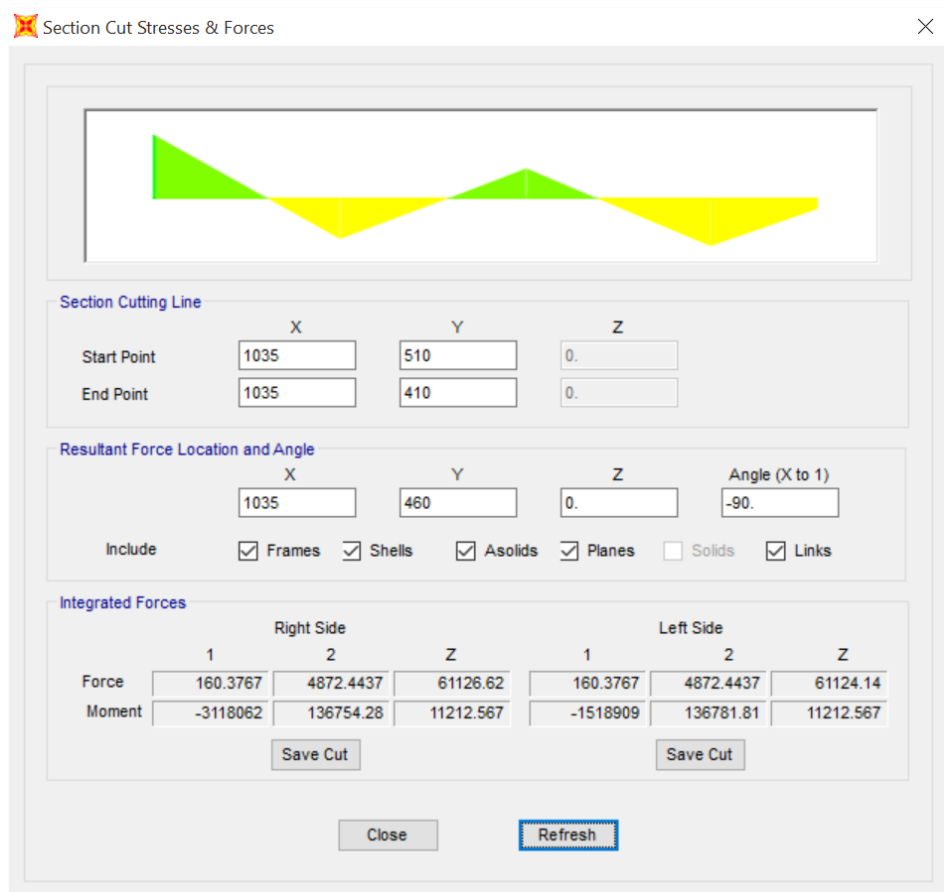 Section Cut Stresses & Forces
Section Cutting Line
X Y Z
Start Point 1035 510 0.
End Point 1035 410 0.
Resultant Force Location and Angle
X Y Z Angle (X to 1)
1035 460 0. -90.
Include Frames Shells Asolids Planes Solids Links
Integrated Forces
Right Side Left Side
1 2 Z 1 2 Z
Force 160.3767 4872.4437 61126.62 160.3767 4872.4437 61124.14
Moment -3118062 136754.28 11212.567 -1518909 136781.81 11212.567
Save Cut Save Cut
Close Refresh